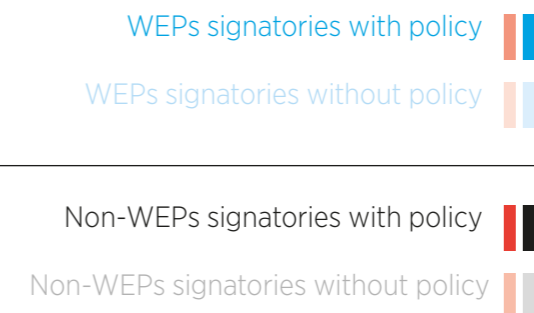 WEPs signatories with policy
WEPs signatories without policy
Non-WEPs signatories with policy
Non-WEPs signatories without policy